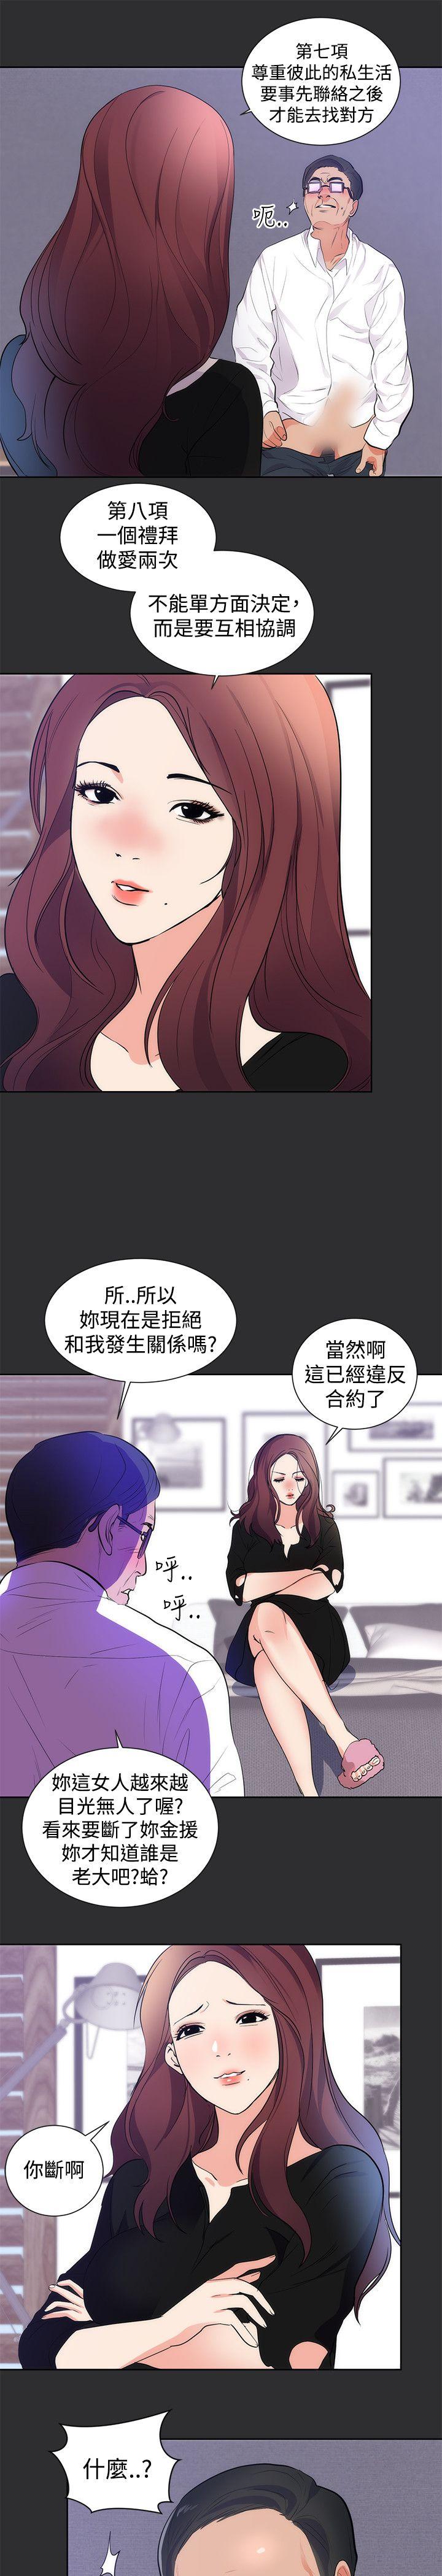 第七項
尊重彼此的私生活
要事先聯絡之後
才能去找對方
呃..
第八項
一個禮拜
做愛兩次
不能單方面決定，
而是要互相協調
所..所以
妳現在是拒絕
和我發生關係嗎?
當然啊
這已經違反
合約了
呼..
呼..
妳這女人越來越
目光無人了喔?
看來要斷了妳金援
妳才知道誰是
老大吧?蛤?
你斷啊
什麼..?